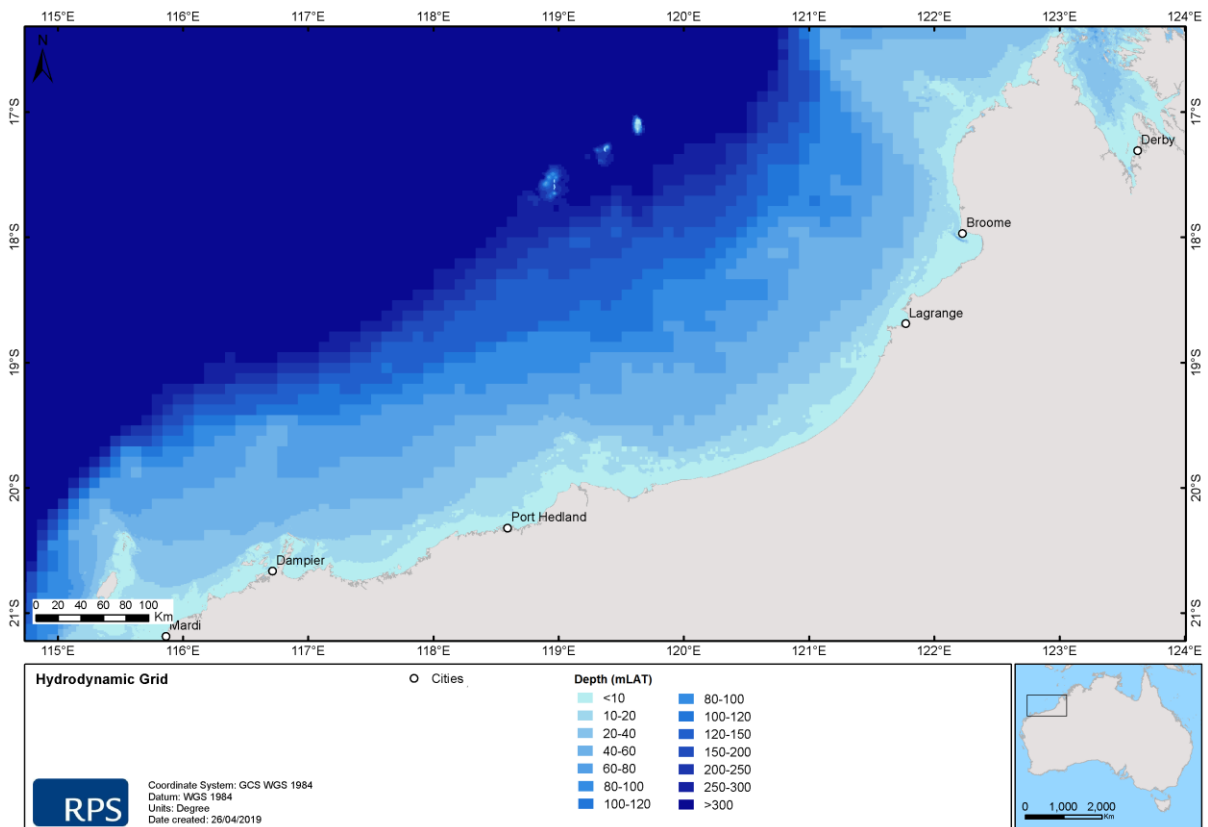 115°E 116°E 117°E 118°E 119°E 120°E 121°E 122°E 123°E 124°E
N
17°S
17°S
Derby
18°S
Broome
18°S
Lagrange
19°S
19°S
20°S
20°S
Port Hedland
Dampier
0 20 40 60 80 100
Km
21°S
21°S
Mardi
115°E 116°E 117°E 118°E 119°E 120°E 121°E 122°E 123°E 124°E
Hydrodynamic Grid
Cities
Depth (mLAT)
<10
10-20
20-40
40-60
60-80
80-100
100-120
80-100
100-120
120-150
150-200
200-250
250-300
>300
RPS
Coordinate System: GCS WGS 1984
Datum: WGS 1984
Units: Degree
Date created: 26/04/2019
0 1,000 2,000
Km